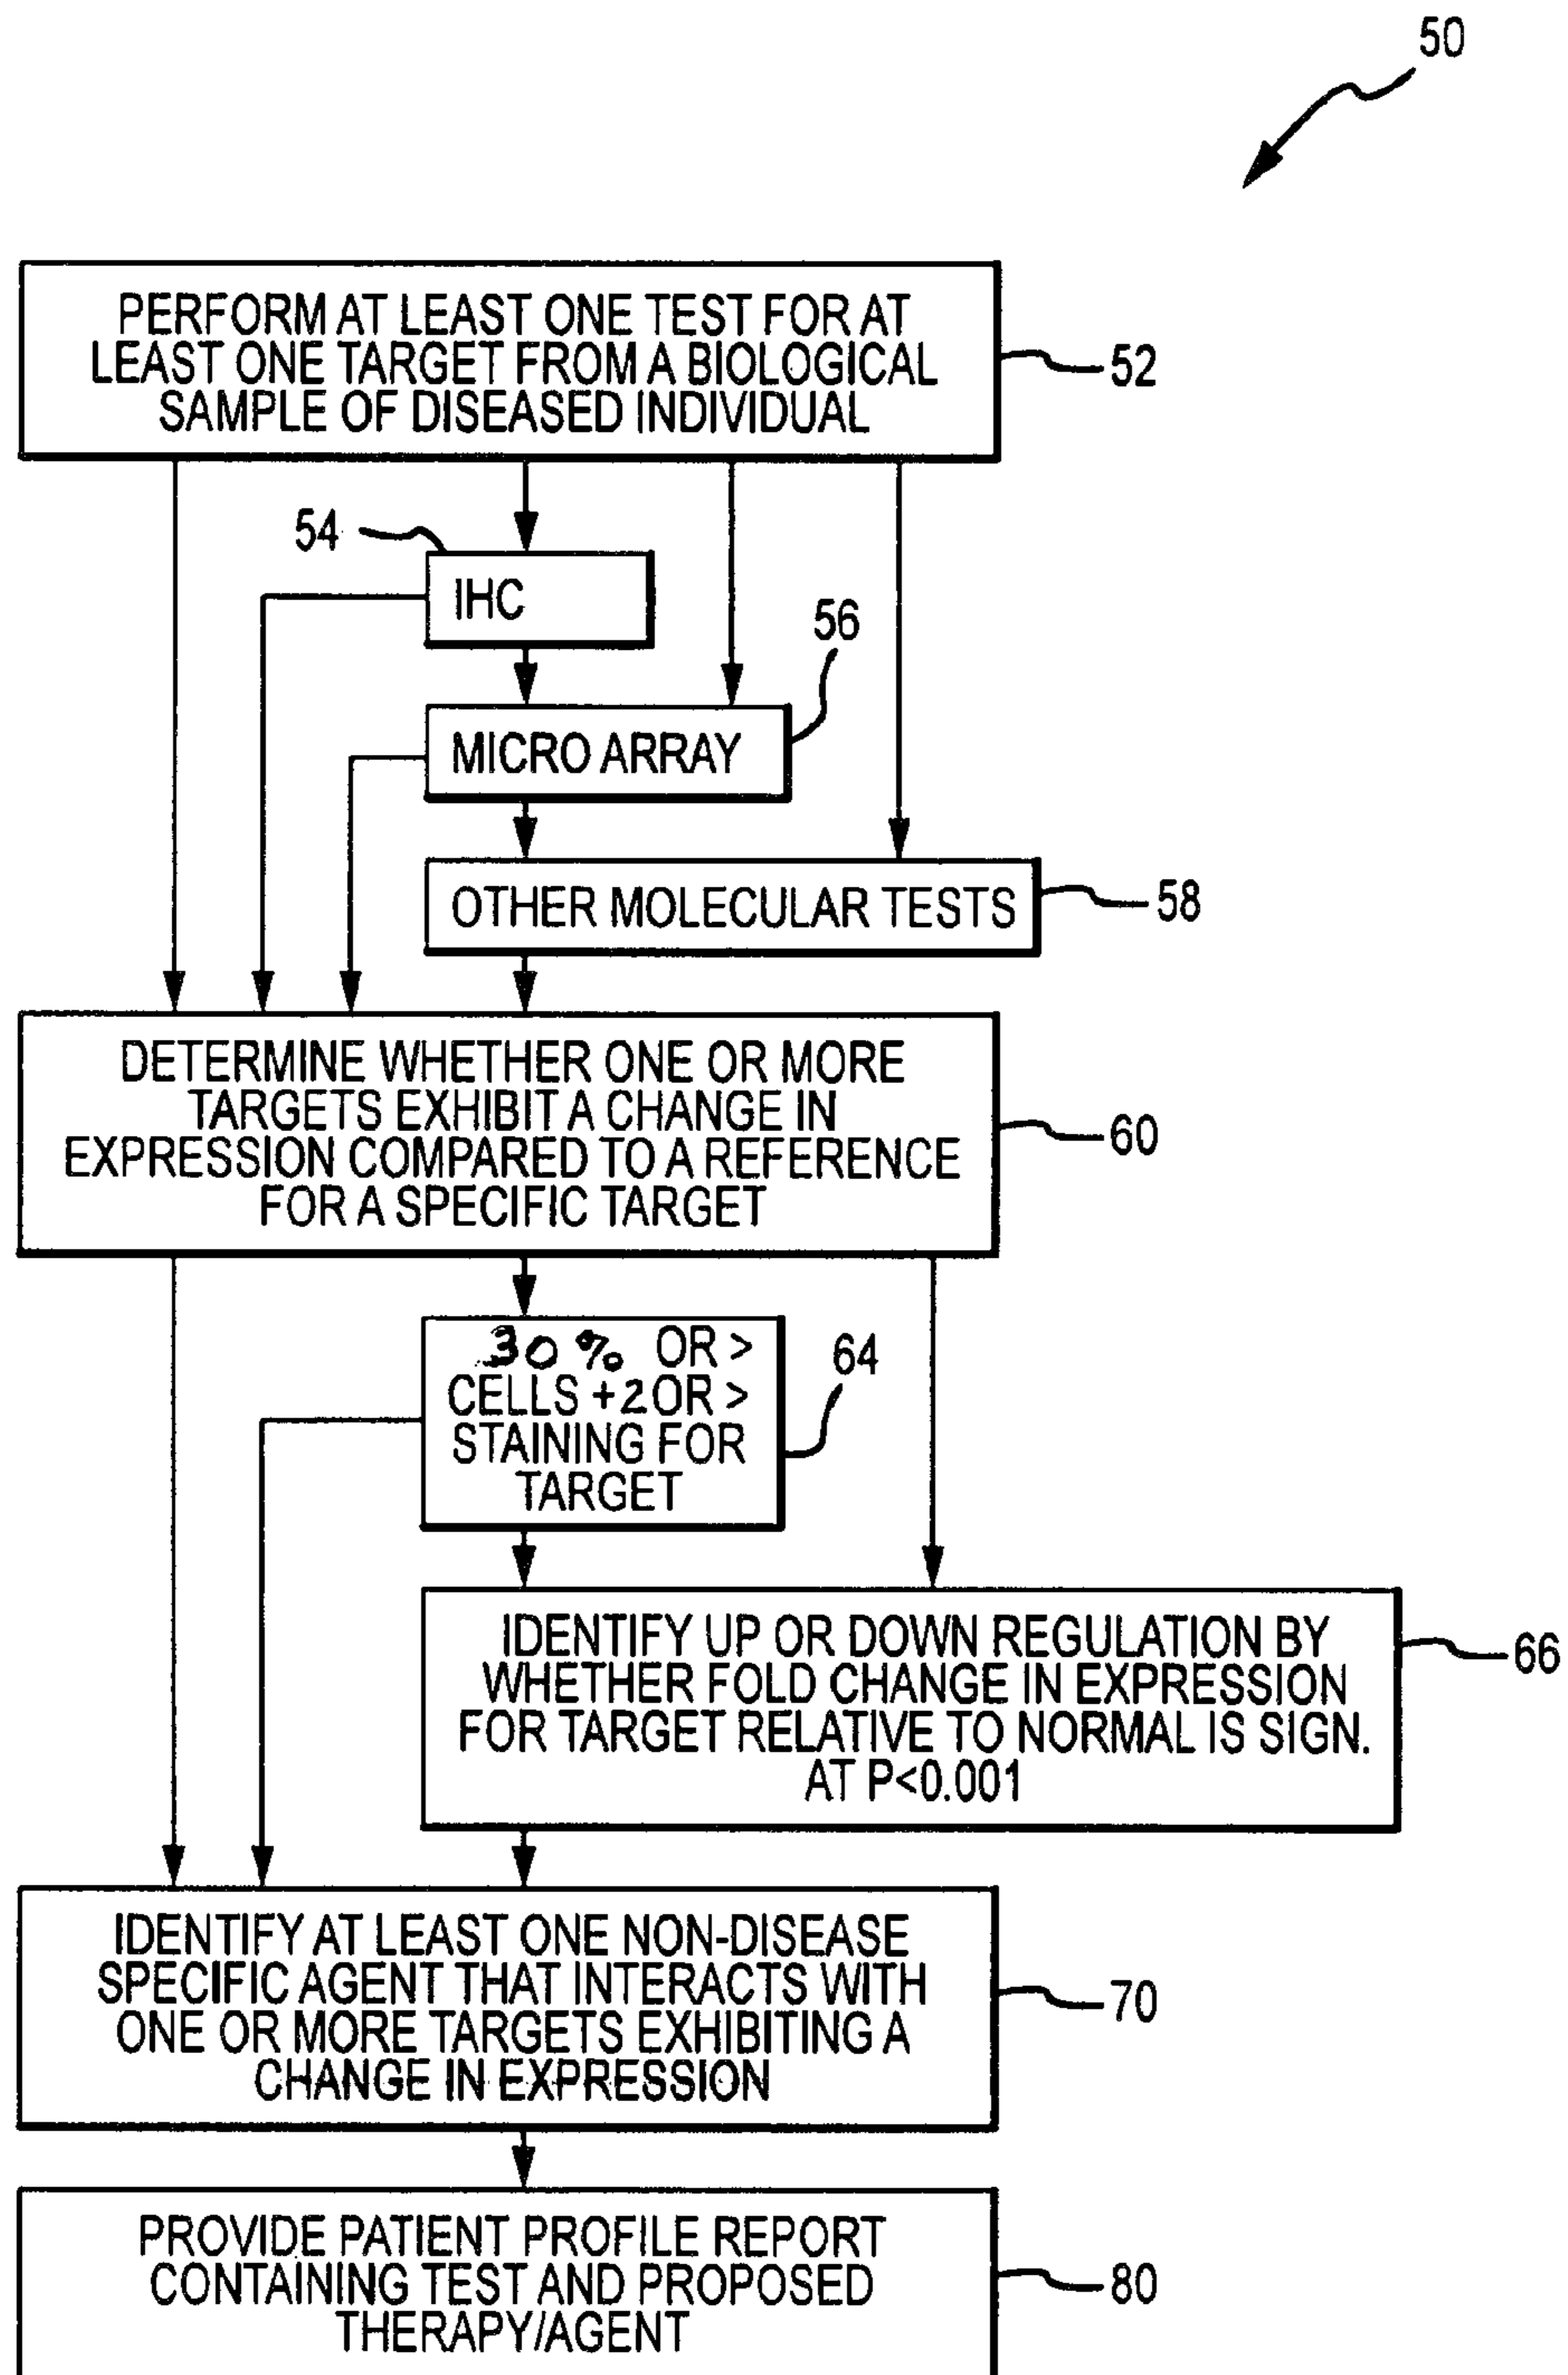 50
PERFORM AT LEAST ONE TEST FOR AT
LEAST ONE TARGET FROM A BIOLOGICAL
SAMPLE OF DISEASED INDIVIDUAL
52
54
IHC
56
MICRO ARRAY
OTHER MOLECULAR TESTS
58
DETERMINE WHETHER ONE OR MORE
TARGETS EXHIBIT A CHANGE IN
EXPRESSION COMPARED TO A REFERENCE
FOR A SPECIFIC TARGET
60
30% OR >
CELLS +2 OR >
STAINING FOR
TARGET
64
IDENTIFY UP OR DOWN REGULATION BY
WHETHER FOLD CHANGE IN EXPRESSION
FOR TARGET RELATIVE TO NORMAL IS SIGN.
AT P<0.001
66
IDENTIFY AT LEAST ONE NON-DISEASE
SPECIFIC AGENT THAT INTERACTS WITH
ONE OR MORE TARGETS EXHIBITING A
CHANGE IN EXPRESSION
70
PROVIDE PATIENT PROFILE REPORT
CONTAINING TEST AND PROPOSED
THERAPY/AGENT
80